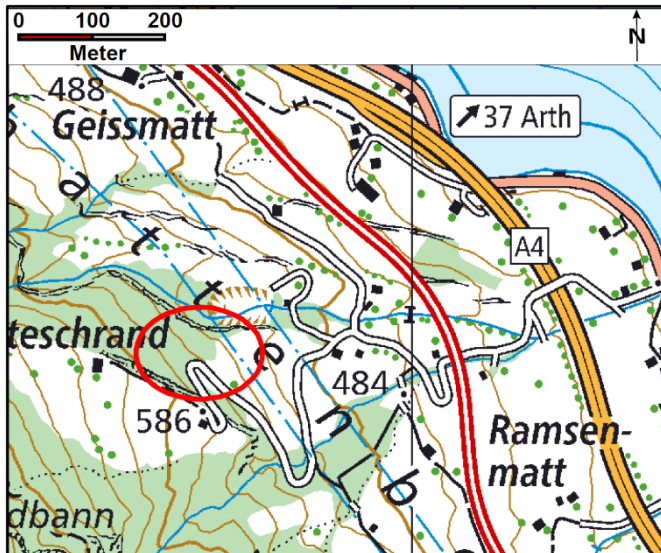 0 100 200
Meter
N
488
Geissmatt
37 Arth
A4
a
t
t
e
n
b
teschrand
484
586
Ramsen-
matt
dbann